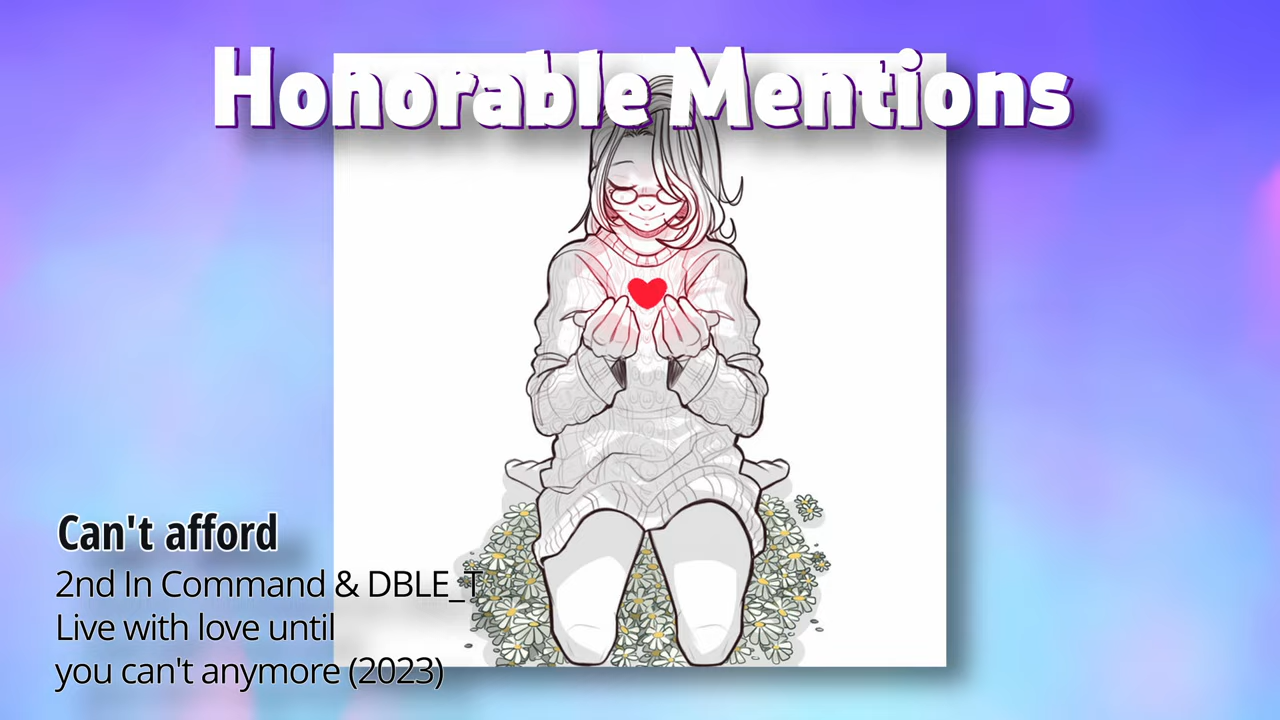 Honorable Mentions
Can't afford
2nd In Command & DBLE_T
Live with love until
you can't anymore (2023)